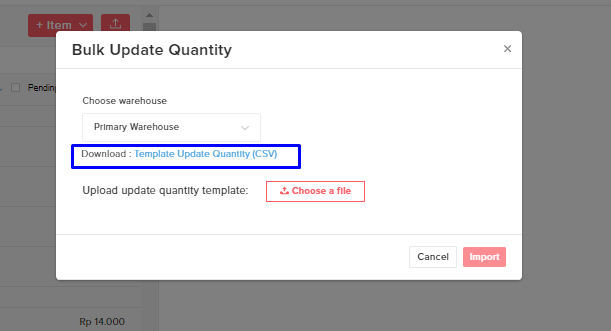 + Item
Bulk Update Quantity
×
Pending
Choose warehouse
Primary Warehouse
Download : Template Update Quantity (CSV)
Upload update quantity template:
Choose a file
Cancel
Import
Rp 14.000